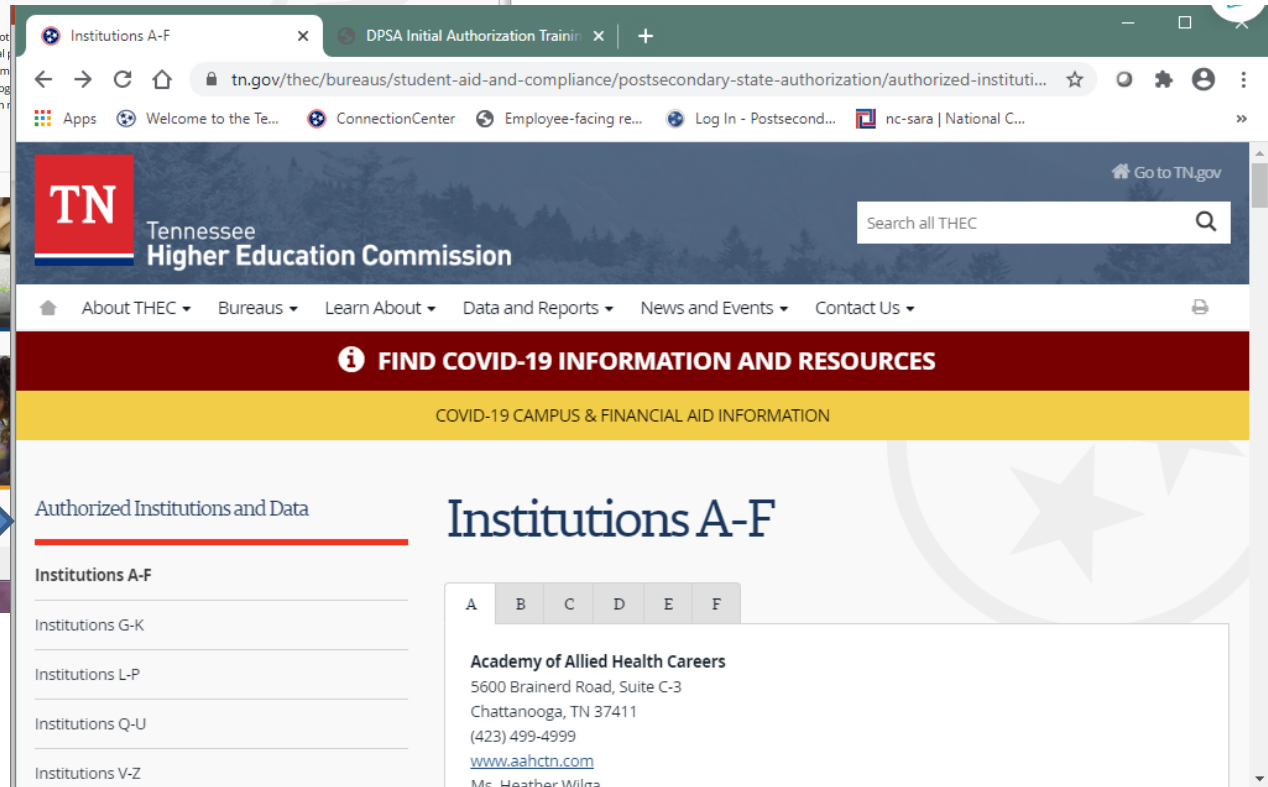 Institutions A-F
DPSA Initial Authorization Trainin
tn.gov/thec/bureaus/student-aid-and-compliance/postsecondary-state-authorization/authorized-instituti...
Apps Welcome to the Te... ConnectionCenter Employee-facing re... Log In - Postsecond... nc-sara | National C... »
TN
Tennessee
Higher Education Commission
Go to TN.gov
Search all THEC
About THEC Bureaus Learn About Data and Reports News and Events Contact Us
FIND COVID-19 INFORMATION AND RESOURCES
COVID-19 CAMPUS & FINANCIAL AID INFORMATION
Authorized Institutions and Data
Institutions A-F
Institutions G-K
Institutions L-P
Institutions Q-U
Institutions V-Z
Institutions A-F
A B C D E F
Academy of Allied Health Careers
5600 Brainerd Road, Suite C-3
Chattanooga, TN 37411
(423) 499-4999
www.aahctn.com
Ms. Heather Wilga